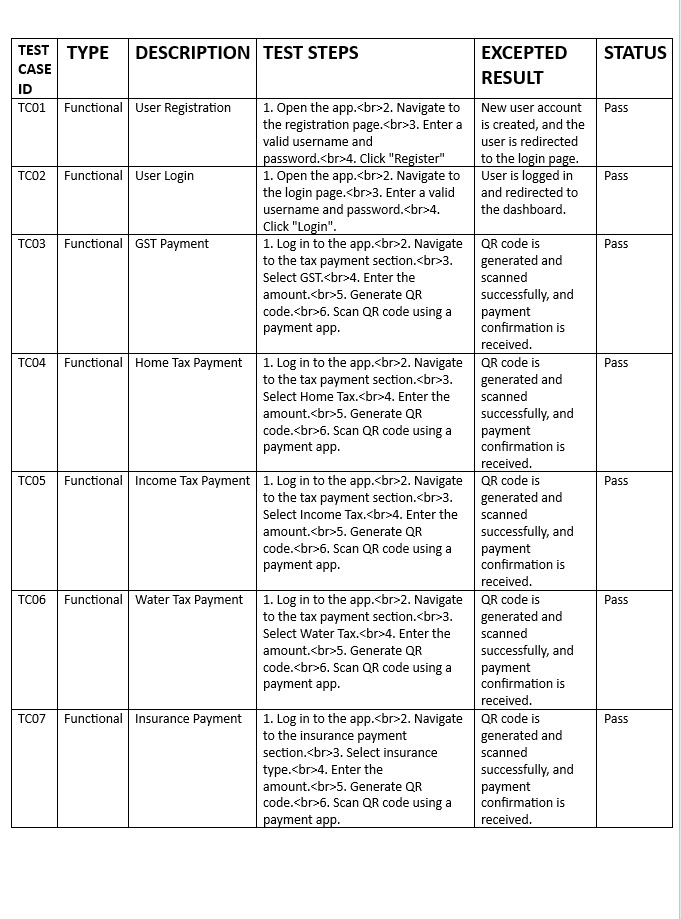 TEST CASE ID
TYPE
DESCRIPTION
TEST STEPS
EXCEPTED RESULT
STATUS
TC01
Functional
User Registration
1. Open the app.<br>2. Navigate to
the registration page.<br>3. Enter a
valid username and
password.<br>4. Click "Register"
New user account
is created, and the
user is redirected
to the login page.
Pass
TC02
Functional
User Login
1. Open the app.<br>2. Navigate to
the login page.<br>3. Enter a valid
username and password.<br>4.
Click "Login".
User is logged in
and redirected to
the dashboard.
Pass
TC03
Functional
GST Payment
1. Log in to the app.<br>2. Navigate
to the tax payment section.<br>3.
Select GST.<br>4. Enter the
amount.<br>5. Generate QR
code.<br>6. Scan QR code using a
payment app.
QR code is
generated and
scanned
successfully, and
payment
confirmation is
received.
Pass
TC04
Functional
Home Tax Payment
1. Log in to the app.<br>2. Navigate
to the tax payment section.<br>3.
Select Home Tax.<br>4. Enter the
amount.<br>5. Generate QR
code.<br>6. Scan QR code using a
payment app.
QR code is
generated and
scanned
successfully, and
payment
confirmation is
received.
Pass
TC05
Functional
Income Tax Payment
1. Log in to the app.<br>2. Navigate
to the tax payment section.<br>3.
Select Income Tax.<br>4. Enter the
amount.<br>5. Generate QR
code.<br>6. Scan QR code using a
payment app.
QR code is
generated and
scanned
successfully, and
payment
confirmation is
received.
Pass
TC06
Functional
Water Tax Payment
1. Log in to the app.<br>2. Navigate
to the tax payment section.<br>3.
Select Water Tax.<br>4. Enter the
amount.<br>5. Generate QR
code.<br>6. Scan QR code using a
payment app.
QR code is
generated and
scanned
successfully, and
payment
confirmation is
received.
Pass
TC07
Functional
Insurance Payment
1. Log in to the app.<br>2. Navigate
to the insurance payment
section.<br>3. Select insurance
type.<br>4. Enter the
amount.<br>5. Generate QR
code.<br>6. Scan QR code using a
payment app.
QR code is
generated and
scanned
successfully, and
payment
confirmation is
received.
Pass